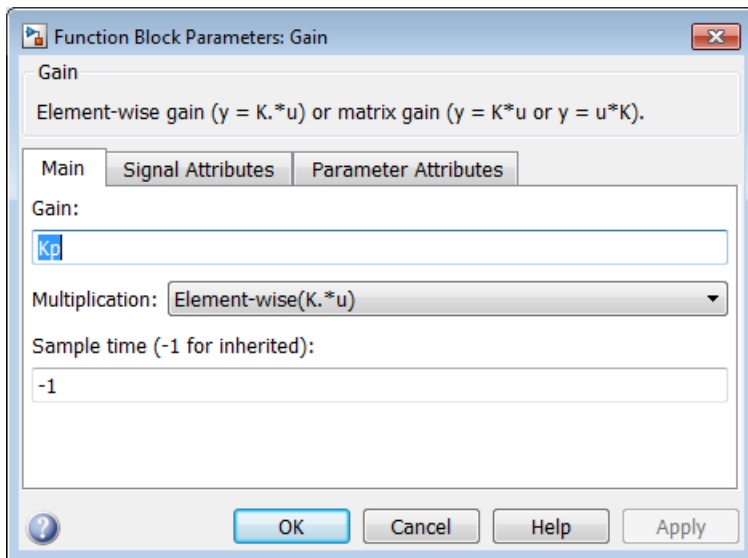 Function Block Parameters: Gain
Gain
Element-wise gain (y = K.*u) or matrix gain (y = K*u or y = u*K).
Main Signal Attributes Parameter Attributes
Gain:
Kp
Multiplication: Element-wise(K.*u)
Sample time (-1 for inherited):
-1
OK Cancel Help Apply